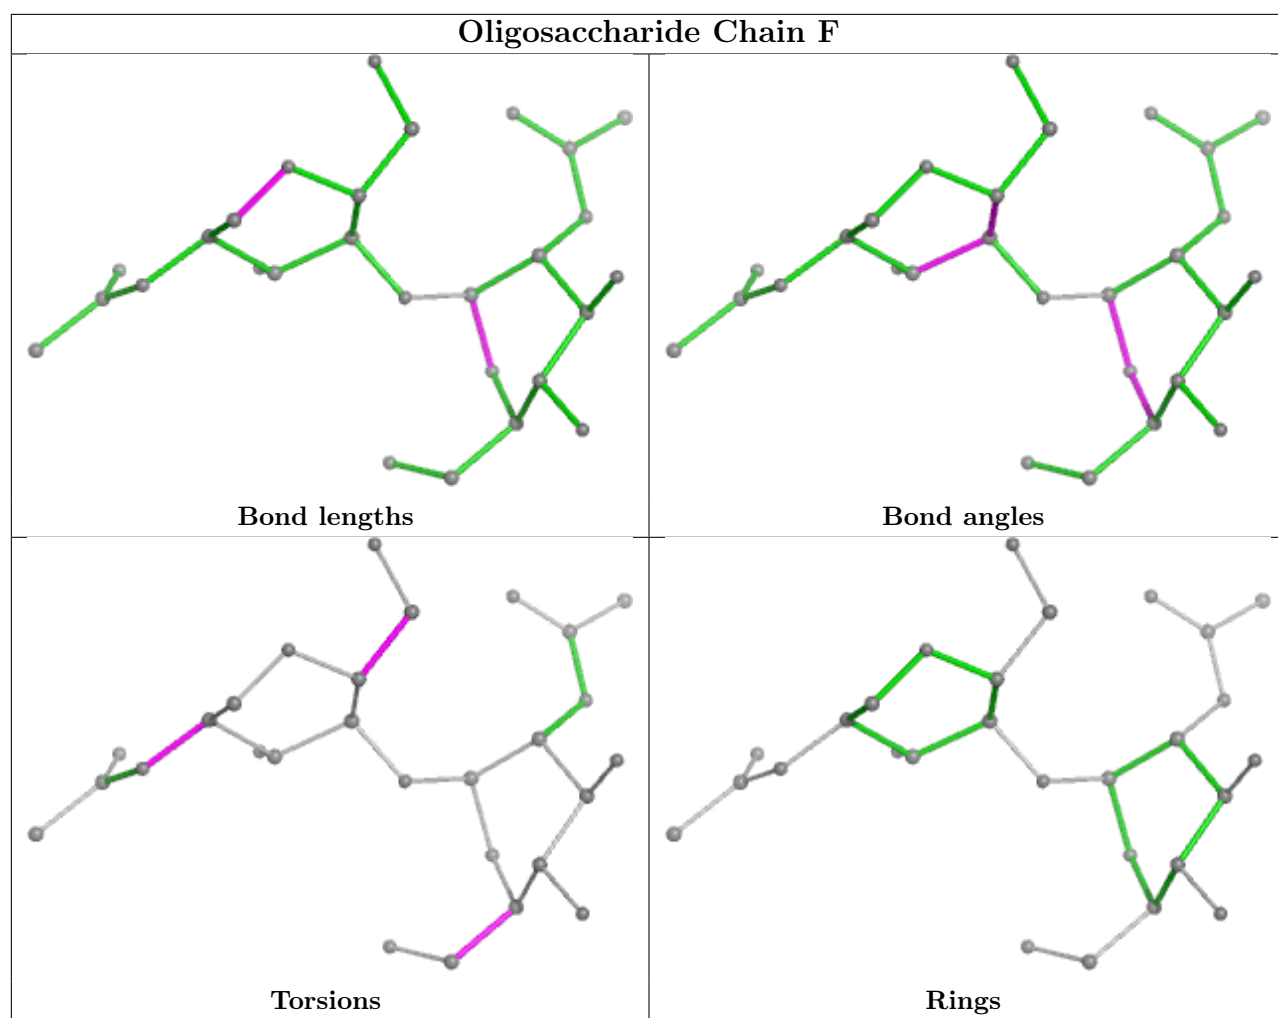 Oligosaccharide Chain F
Bond lengths
Bond angles
Torsions
Rings